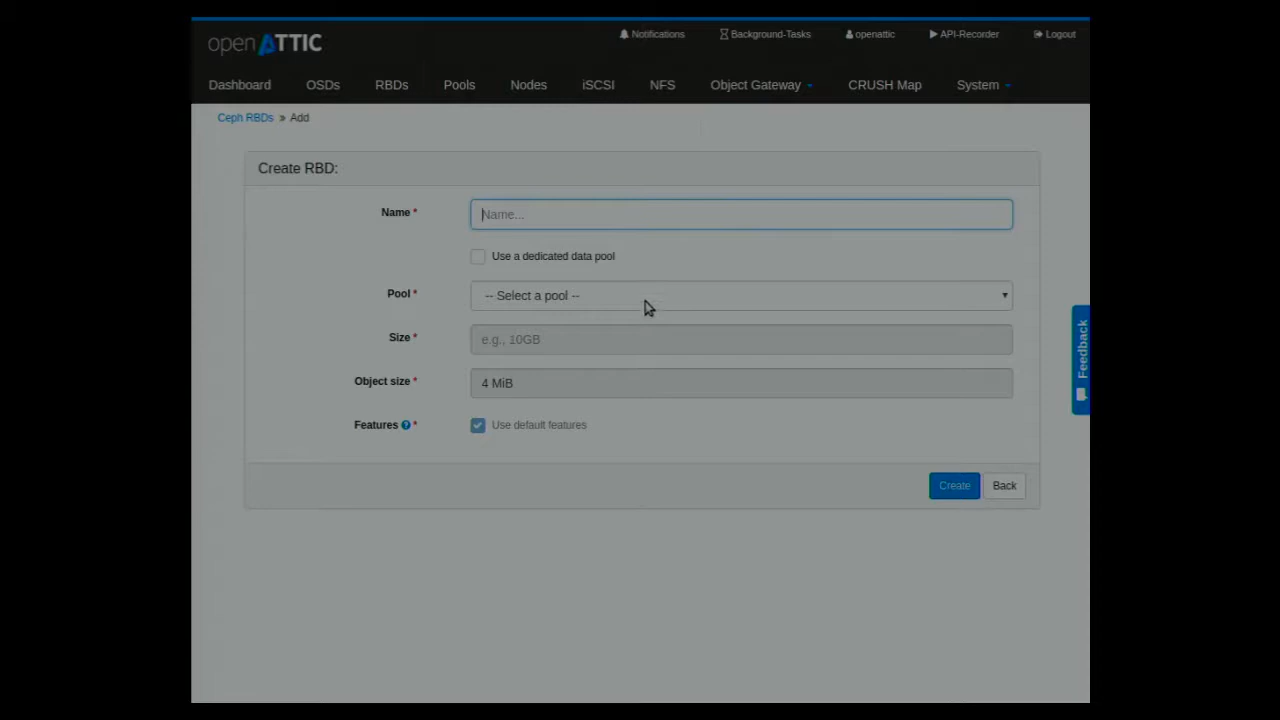 openATTIC
Notifications Background-Tasks openattic API-Recorder Logout
Dashboard OSDs RBDs Pools Nodes iSCSI NFS Object Gateway CRUSH Map System
Ceph RBDs » Add
Create RBD:
Name *
Name...
Use a dedicated data pool
Pool *
-- Select a pool --
Size *
e.g., 10GB
Object size *
4 MiB
Features ? *
Use default features
Create Back
Feedback